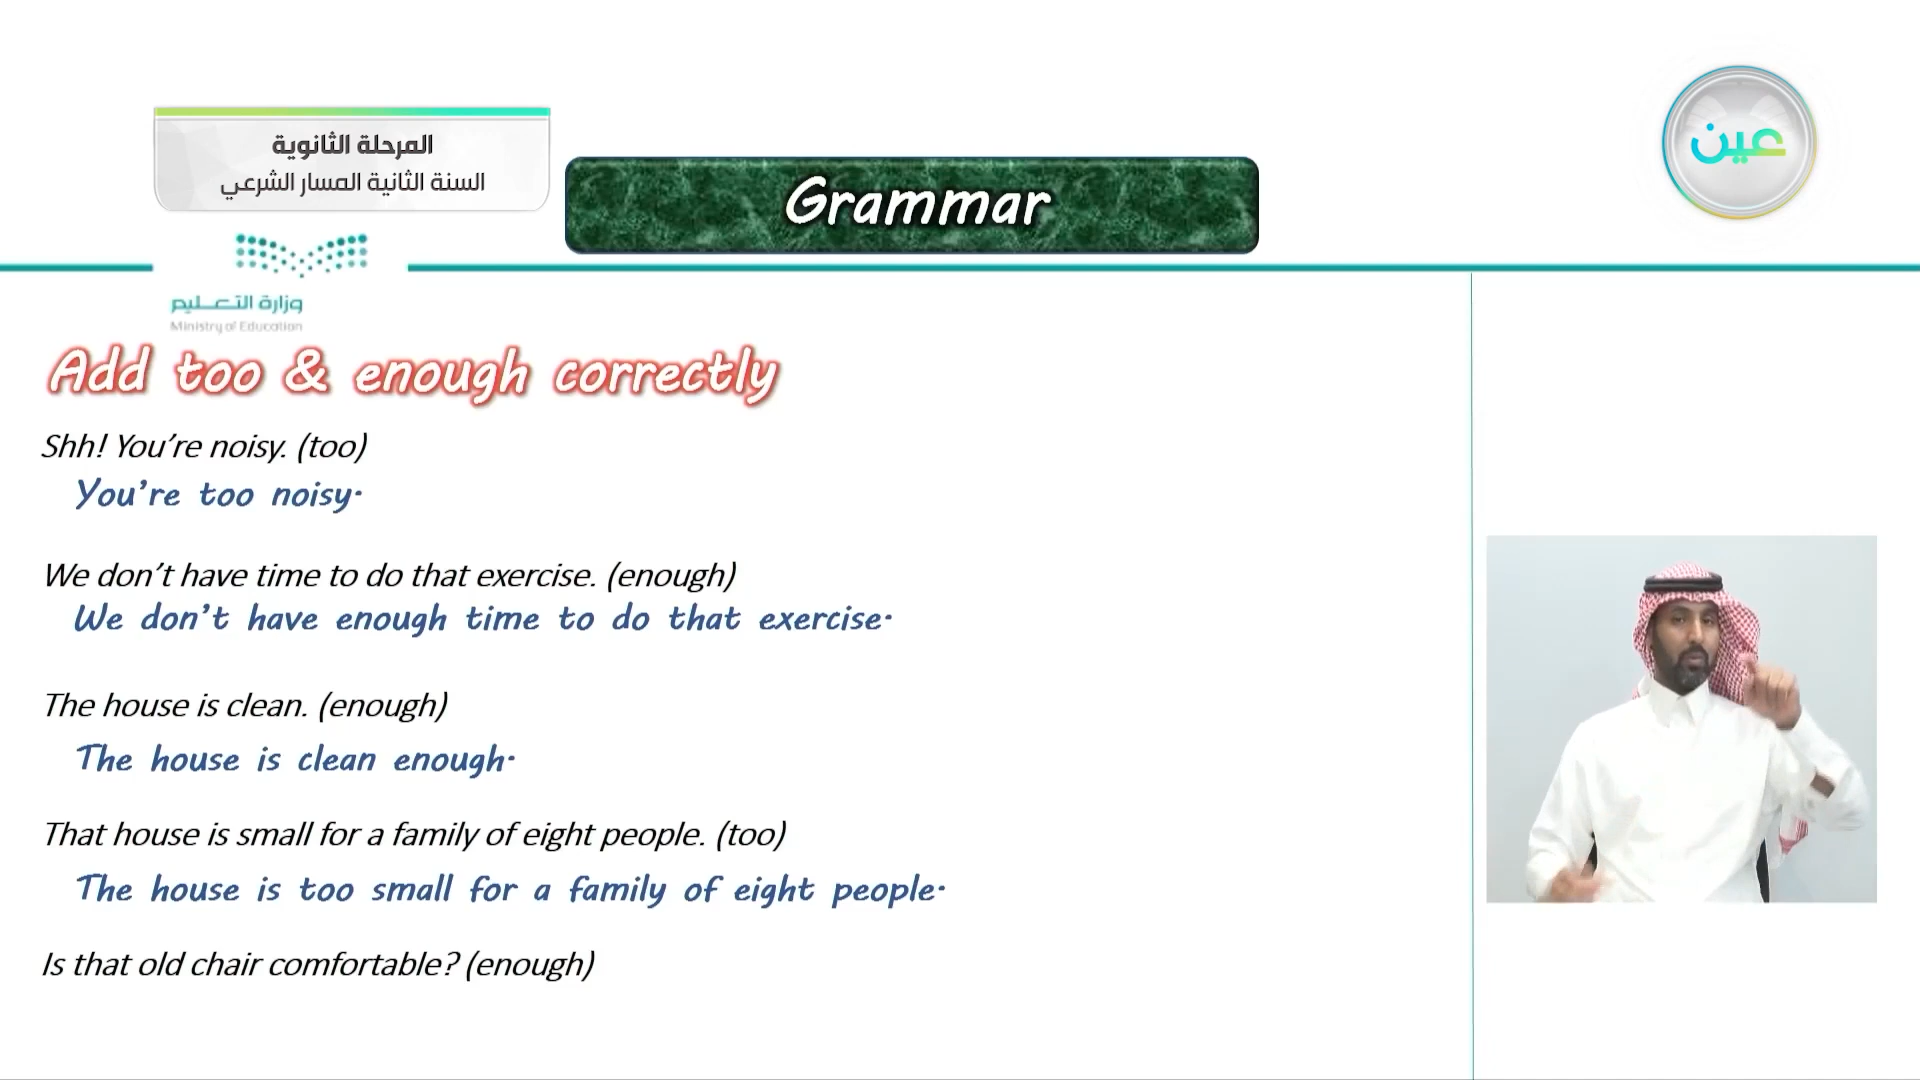 المرحلة الثانوية
السنة الثانية المسار الشرعي
Grammar
عين
وزارة التعليم
Ministry of Education
Add too & enough correctly
Shh! You’re noisy. (too)
You’re too noisy.
We don’t have time to do that exercise. (enough)
We don’t have enough time to do that exercise.
The house is clean. (enough)
The house is clean enough.
That house is small for a family of eight people. (too)
The house is too small for a family of eight people.
Is that old chair comfortable? (enough)